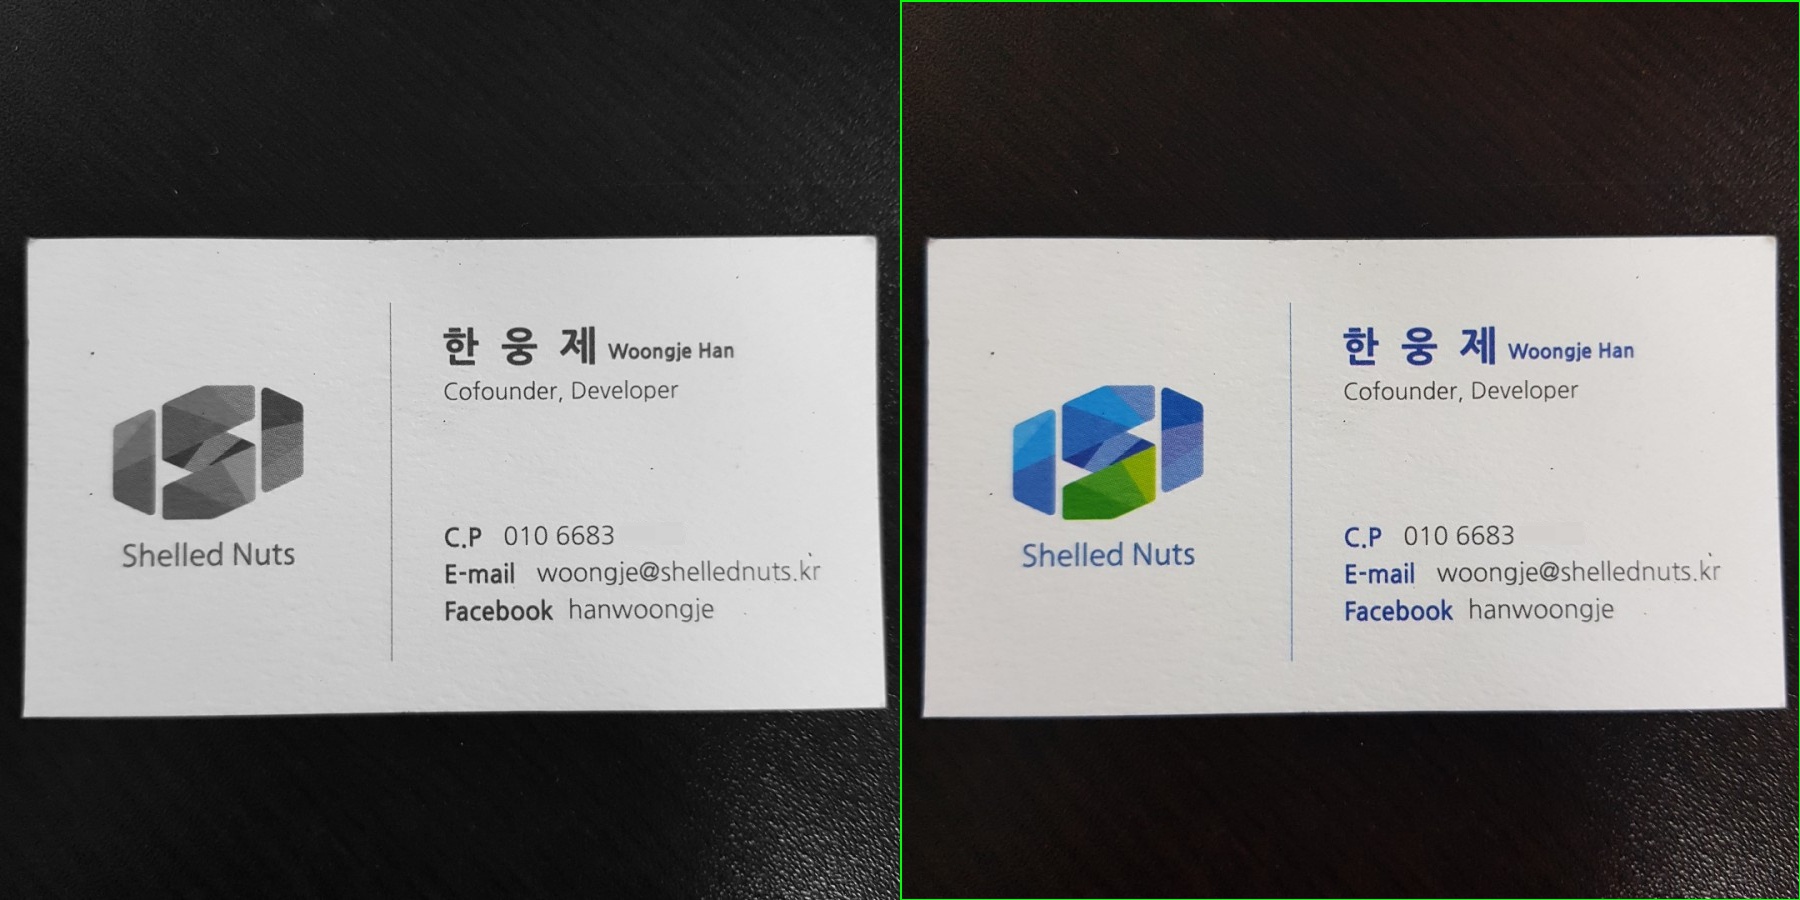 한 웅 제 Woongje Han
Cofounder, Developer
Shelled Nuts
C.P 010 6683
E-mail woongje@shellednuts.kr
Facebook hanwoongje
한 웅 제 Woongje Han
Cofounder, Developer
Shelled Nuts
C.P 010 6683
E-mail woongje@shellednuts.kr
Facebook hanwoongje